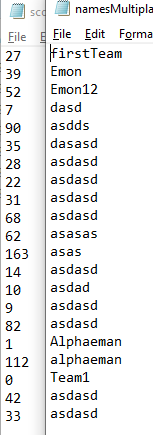 sco
File
27
39
52
7
90
35
28
22
31
68
62
163
14
10
9
82
1
112
0
42
33
namesMultipla
File Edit Forma
firstTeam
Emon
Emon12
dasd
asdds
dasasd
asdasd
asdasd
asdasd
asdasd
asasas
asas
asdasd
asdad
asdasd
asdasd
Alphaeman
alphaeman
Team1
asdasd
asdasd